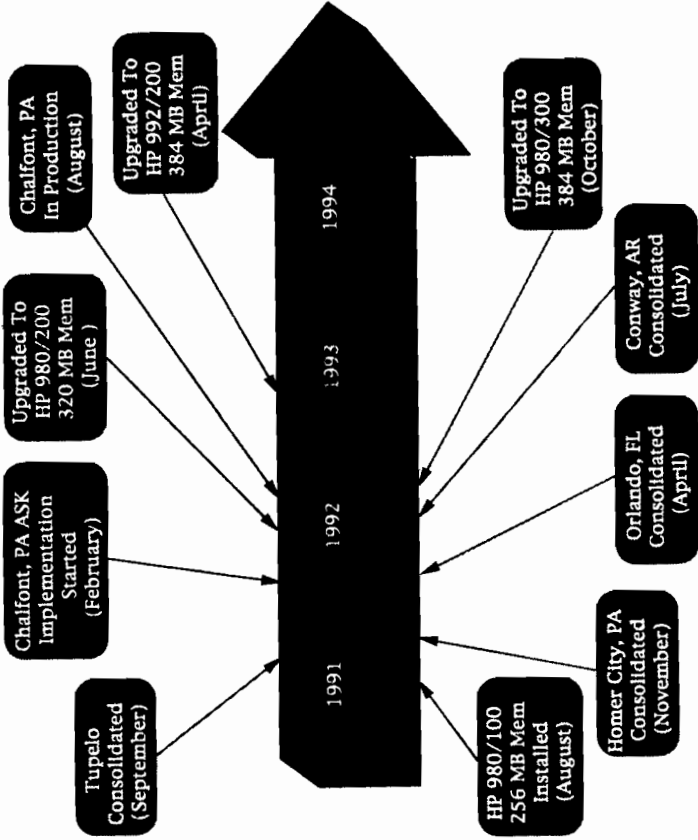 Tupelo
Consolidated
(September)
Chalfont, PA ASK
Implementation
Started
(February)
Upgraded To
HP 980/200
320 MB Mem
(June )
Chalfont, PA
In Production
(August)
Upgraded To
HP 992/200
384 MB Mem
(April)
1991
1992
1993
1994
HP 980/100
256 MB Mem
Installed
(August)
Homer City, PA
Consolidated
(November)
Orlando, FL
Consolidated
(April)
Conway, AR
Consolidated
(July)
Upgraded To
HP 980/300
384 MB Mem
(October)